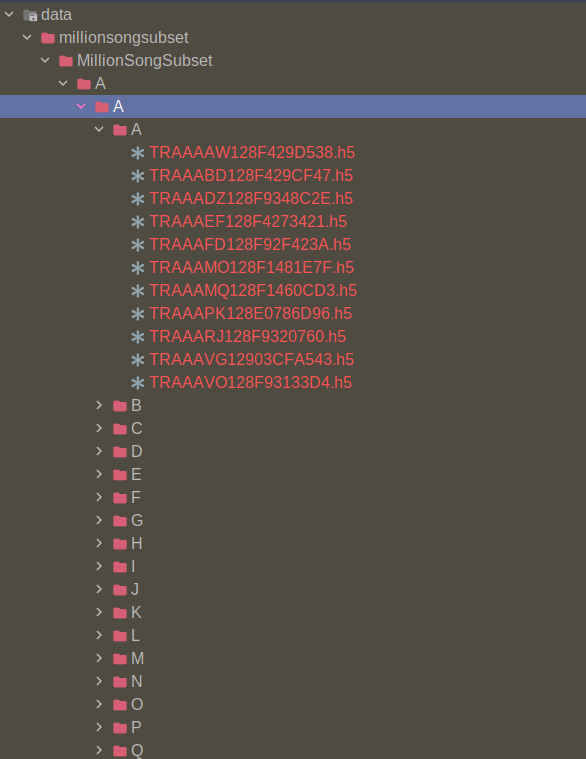 data
millionsongsubset
MillionSongSubset
A
A
A
TRAAAAW128F429D538.h5
TRAAABD128F429CF47.h5
TRAAADZ128F9348C2E.h5
TRAAAEF128F4273421.h5
TRAAAFD128F92F423A.h5
TRAAAMO128F1481E7F.h5
TRAAAMQ128F1460CD3.h5
TRAAAPK128E0786D96.h5
TRAAARJ128F9320760.h5
TRAAAVG12903CFA543.h5
TRAAAVO128F93133D4.h5
B
C
D
E
F
G
H
I
J
K
L
M
N
O
P
Q